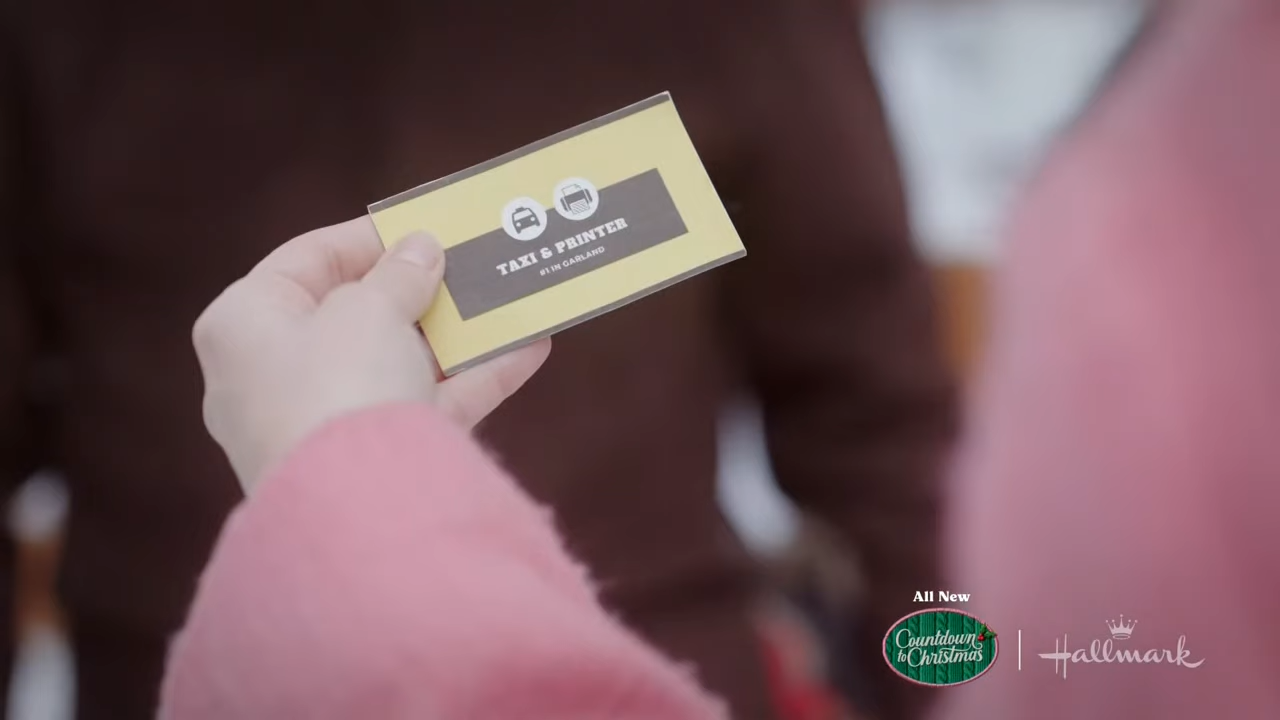 TAXI & PRINTER
#1 IN GARLAND
All New
Countdown
to Christmas
Hallmark